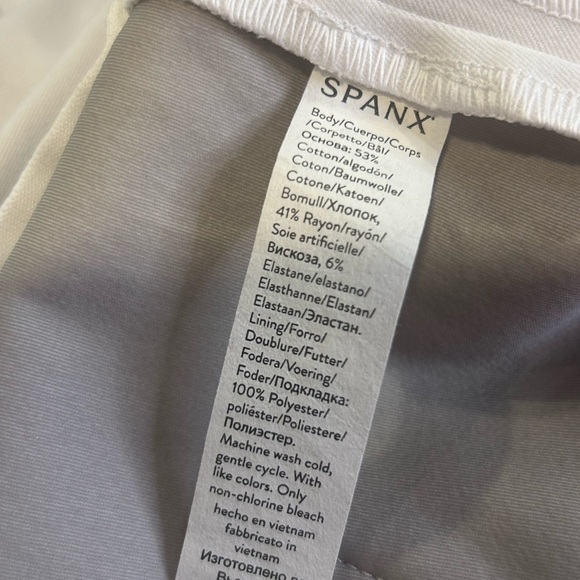 SPANX
Body/Cuerpo/Corps
/Corpetto/Bål/
Основа: 53%
Cotton/algodón/
Coton/Baumwolle/
Cotone/Katoen/
Bomull/Хлопок,
41% Rayon/rayón/
Soie artificielle/
Вискоза, 6%
Elastane/elastano/
Elasthanne/Elastan/
Elastaan/Эластан.
Lining/Forro/
Doublure/Futter/
Fodera/Voering/
Foder/Подкладка:
100% Polyester/
poliéster/Poliestere/
Полиэстер.
Machine wash cold,
gentle cycle. With
like colors. Only
non-chlorine bleach
hecho en vietnam
fabbricato in
vietnam
Изготовлено